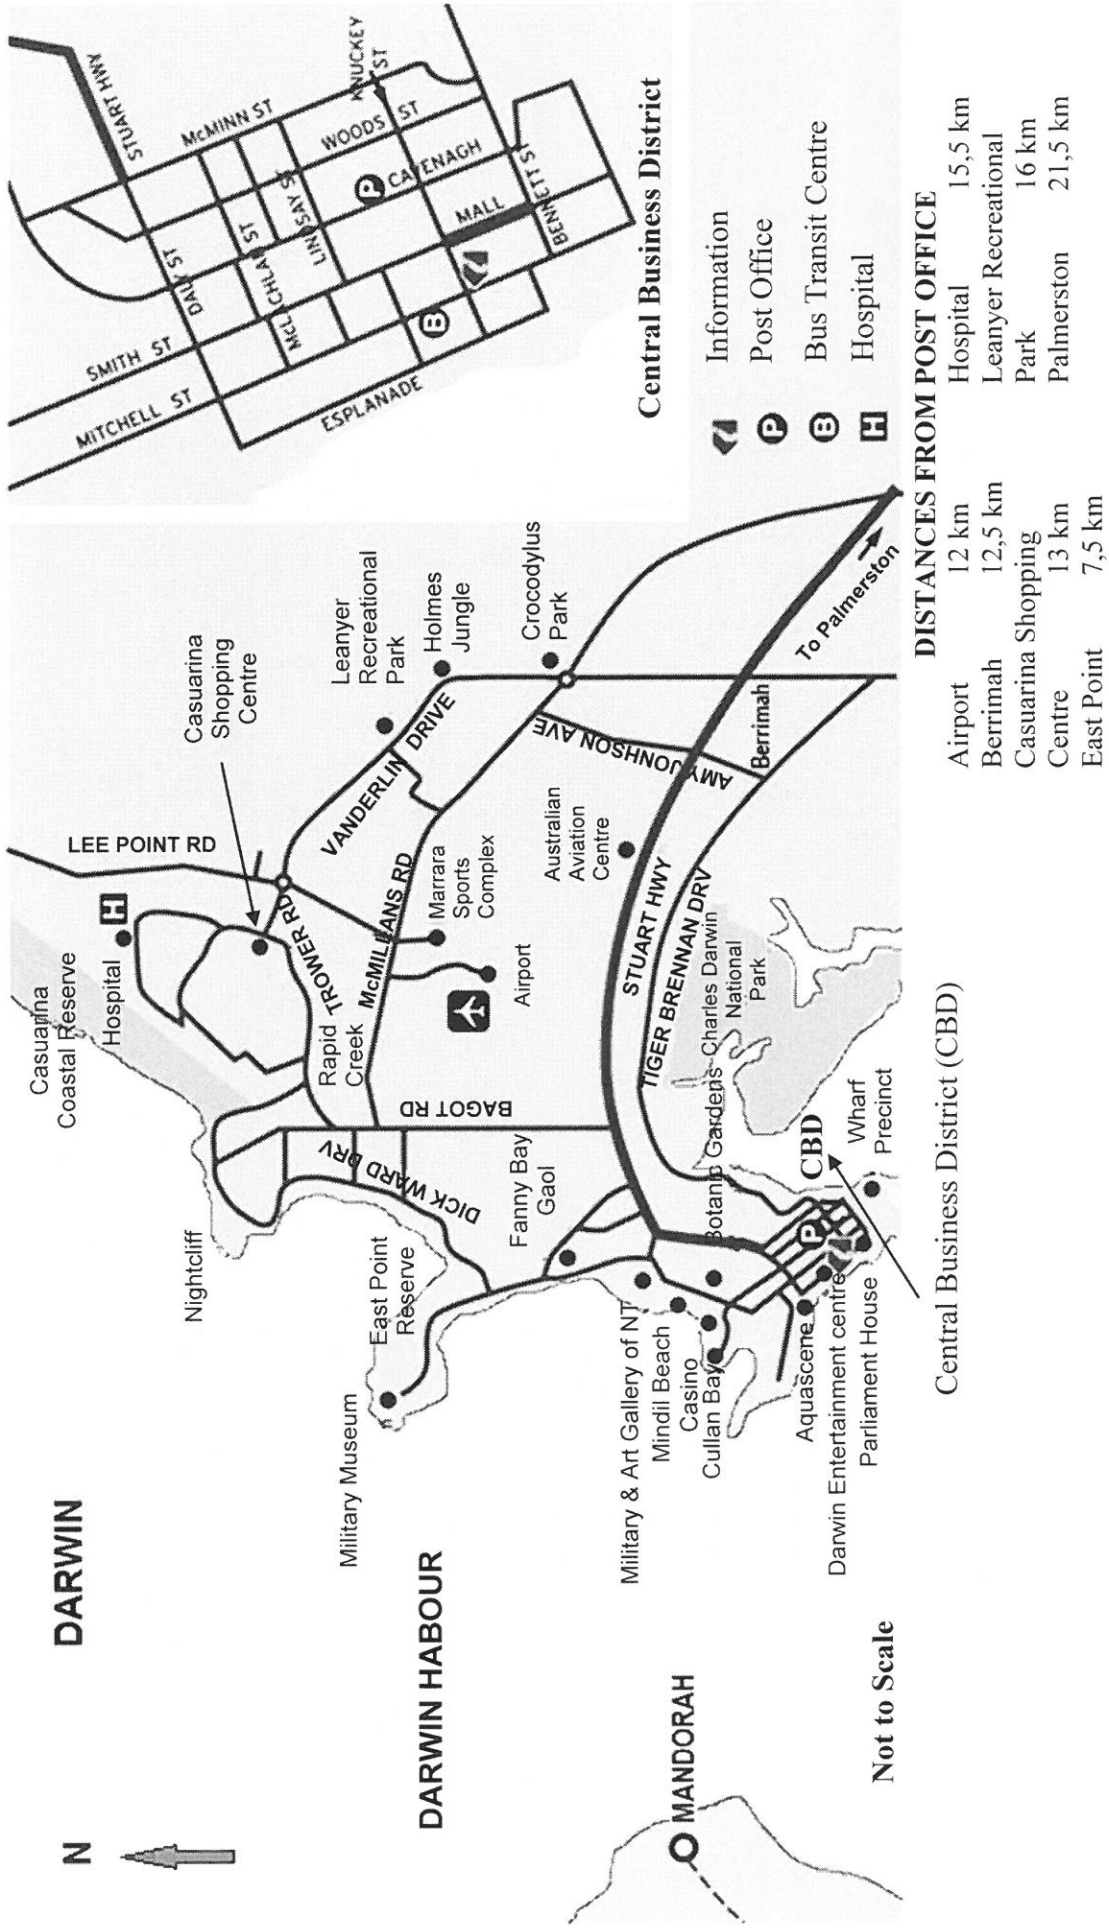 DARWIN
N
DARWIN HABOUR
MANDORAH
Not to Scale
Casuarina
Coastal Reserve
Hospital
H
LEE POINT RD
Casuarina
Shopping
Centre
Nightcliff
Rapid
Creek
TROWER RD
VANDERLIN DRIVE
Leanyer
Recreational
Park
Holmes
Jungle
Military Museum
East Point
Reserve
DICK WARD DRV
BAGOT RD
McMILLANS RD
Marrara
Sports
Complex
Airport
Crocodylus
Park
Fanny Bay
Gaol
Australian
Aviation
Centre
AMY JONHSON AVE
STUART HWY
TIGER BRENNAN DRV
Berrimah
To Palmerston
Military & Art Gallery of NT
Mindil Beach
Casino
Cullan Bay
Botanic Gardens
Charles Darwin
National
Park
Aquascene
Darwin Entertainment centre
Parliament House
P
CBD
Wharf
Precinct
Central Business District (CBD)
STUART HWY
McMINN ST
KNUCKEY
ST
WOODS ST
CAVENAGH
P
MALL
BENNETT ST
LINDSAY ST
McLACHLAN ST
DALY ST
SMITH ST
MITCHELL ST
ESPLANADE
B
Central Business District
Information
P Post Office
B Bus Transit Centre
H Hospital
DISTANCES FROM POST OFFICE
Airport 12 km
Berrimah 12,5 km
Casuarina Shopping
Centre 13 km
East Point 7,5 km
Hospital 15,5 km
Leanyer Recreational
Park 16 km
Palmerston 21,5 km